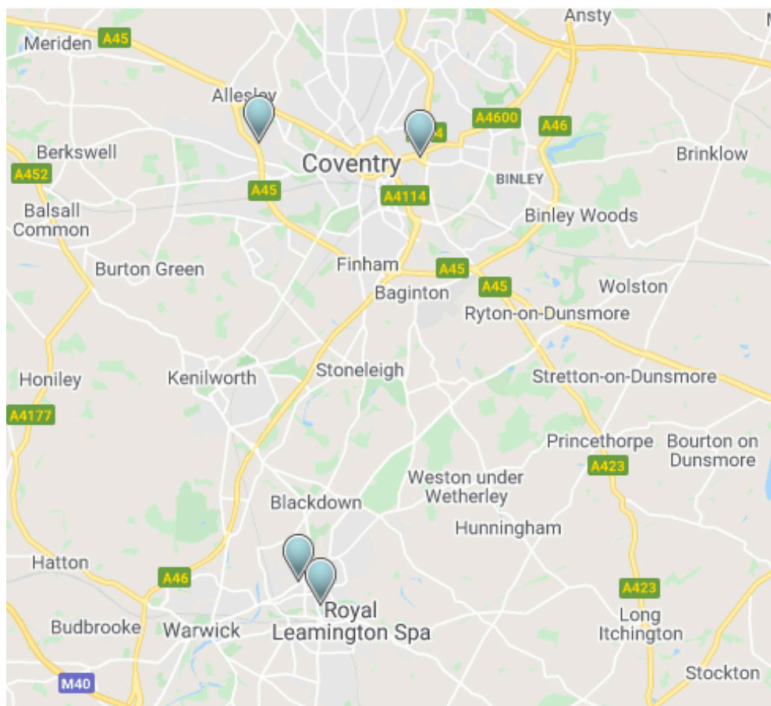 Ansty
Meriden
A45
Allesley
A4600
A46
Berkswell
Coventry
Brinklow
A452
A45
BINLEY
A4114
Balsall
Common
Binley Woods
Finham
Burton Green
A45
Baginton
A45
Wolston
Ryton-on-Dunsmore
Stoneleigh
Honiley
Kenilworth
Stretton-on-Dunsmore
A4177
Princethorpe
Bourton on
Dunsmore
A423
Weston under
Wetherley
Blackdown
Hunningham
Hatton
A46
A423
Royal
Leamington Spa
Budbrooke
Warwick
Long
Itchington
Stockton
M40